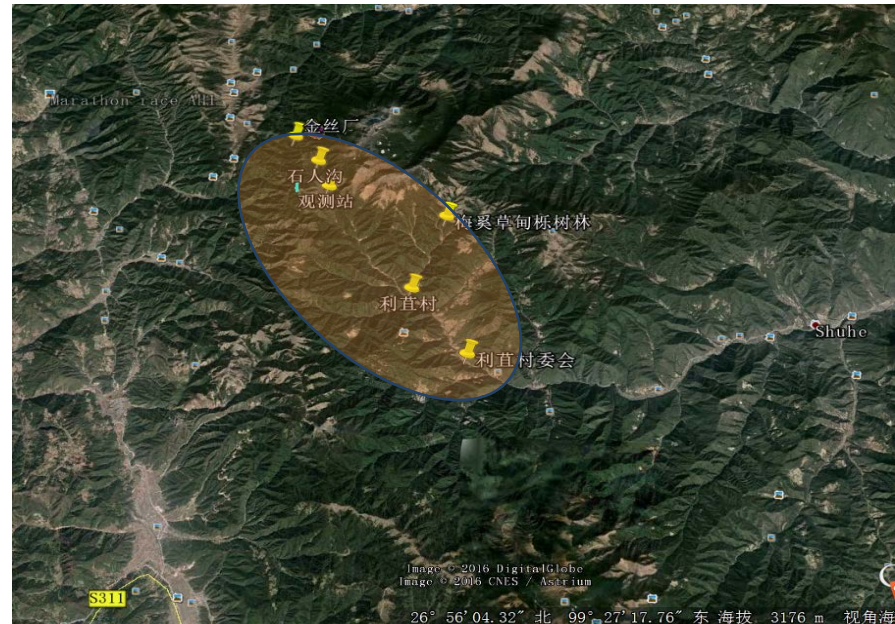 Marathon race AHE
金丝厂
石人沟
观测站
梅奚草甸栎树林
利苴村
Shuhe
利苴村委会
Image © 2016 DigitalGlobe
Image © 2016 CNES / Astrium
S311
26° 56′04.32″ 北 99° 27′17.76″ 东 海拔 3176 m 视角海